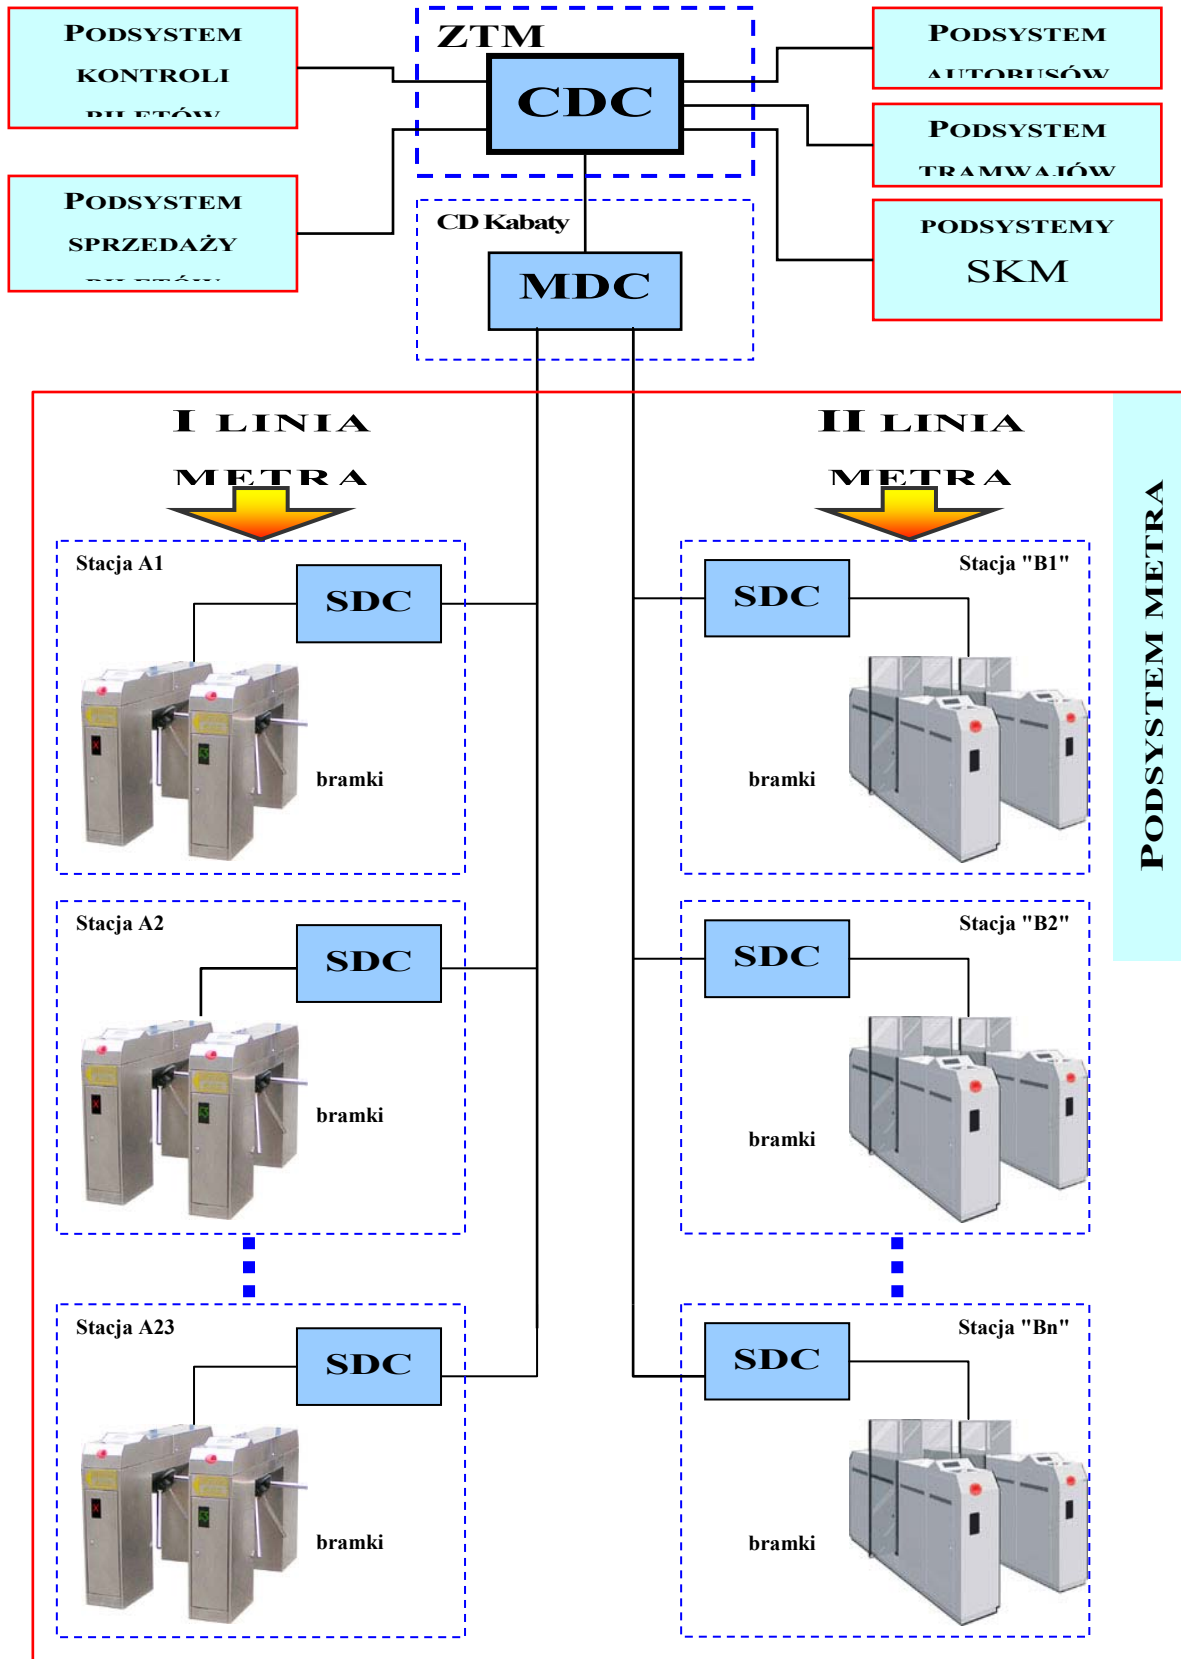 PODSYSTEM
KONTROLI
BILETÓW
ZTM
CDC
PODSYSTEM
AUTOBUSÓW
PODSYSTEM
TRAMWAJÓW
PODSYSTEM
SPRZEDAŻY
BILETÓW
CD Kabaty
MDC
PODSYSTEMY
SKM
I LINIA
METRA
II LINIA
METRA
PODSYSTEM METRA
Stacja A1
SDC
bramki
SDC
Stacja "B1"
bramki
Stacja A2
SDC
bramki
SDC
Stacja "B2"
bramki
Stacja A23
SDC
bramki
SDC
Stacja "Bn"
bramki